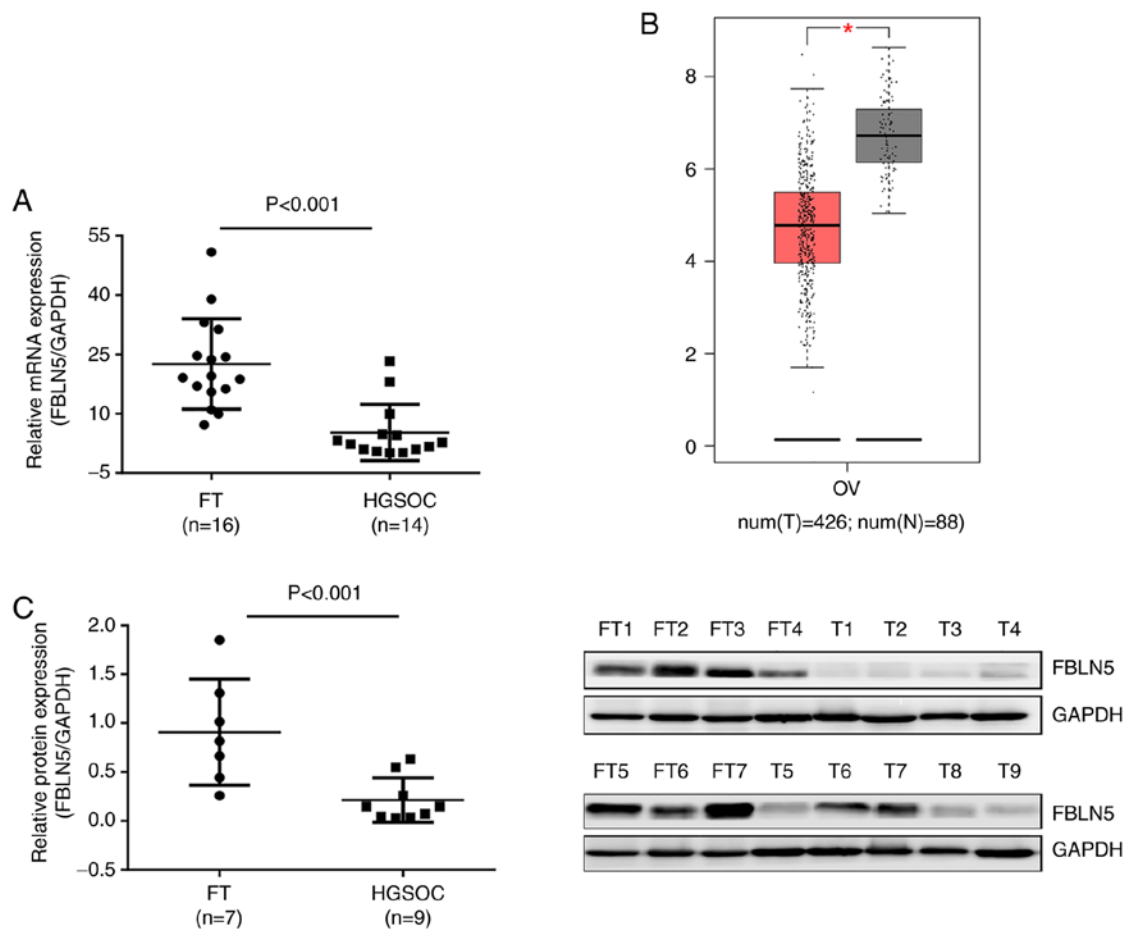 A
P<0.001
Relative mRNA expression
(FBLN5/GAPDH)
55
40
25
10
−5
FT
(n=16)
HGSOC
(n=14)
B
*
8
6
4
2
0
OV
num(T)=426; num(N)=88)
C
P<0.001
Relative protein expression
(FBLN5/GAPDH)
2.0
1.5
1.0
0.5
0.0
−0.5
FT
(n=7)
HGSOC
(n=9)
FT1 FT2 FT3 FT4 T1 T2 T3 T4
FBLN5
GAPDH
FT5 FT6 FT7 T5 T6 T7 T8 T9
FBLN5
GAPDH